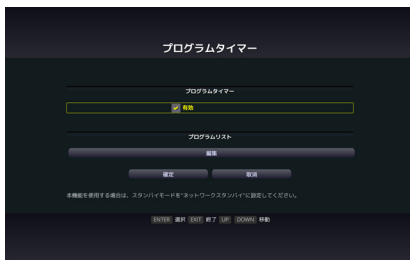 プログラムタイマー
プログラムタイマー
有効
プログラムリスト
編集
確定 取消
本機能を使用する場合は、スタンバイモードを"ネットワークスタンバイ"に設定してください。
ENTER 選択 EXIT 終了 UP DOWN 移動